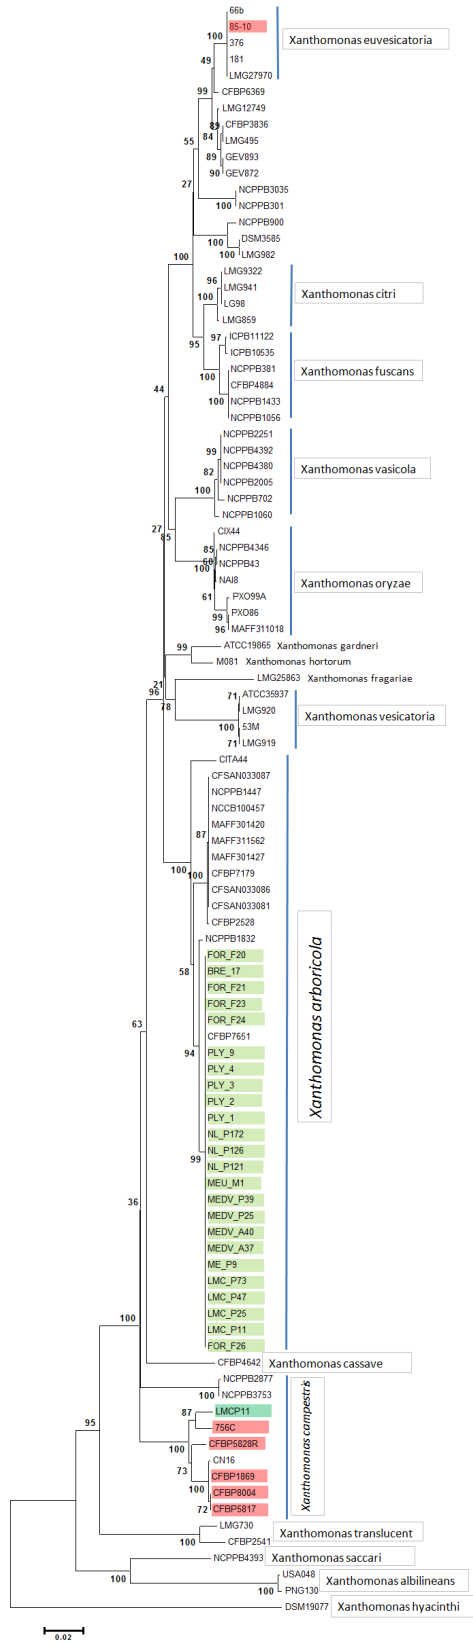 66b
85-10
100
376
Xanthomonas euvesicatoria
181
49
LMG27970
CFBP6369
99
LMG12749
89
CFBP3836
84
LMG495
55
GEV893
89
GEV872
90
27
NCPPB3035
NCPPB301
100
NCPPB900
DSM3585
100
LMG982
100
100
LMG9322
96
LMG941
Xanthomonas citri
100
LG98
LMG859
95
ICPB11122
97
ICPB10535
NCPPB381
Xanthomonas fuscans
100
CFBP4884
44
NCPPB1433
100
NCPPB1056
NCPPB2251
99
NCPPB4392
NCPPB4380
Xanthomonas vasicola
82
NCPPB2005
100
NCPPB702
NCPPB1060
27
85
CIX44
85
NCPPB4346
60
NCPPB43
100
NAI8
Xanthomonas oryzae
61
PXO99A
PXO86
99
MAFF311018
96
99
ATCC19865 Xanthomonas gardneri
M081 Xanthomonas hortorum
21
LMG25863 Xanthomonas fragariae
96
78
71
ATCC35937
LMG920
Xanthomonas vesicatoria
100
53M
71
LMG919
CITA44
CFSAN033087
NCPPB1447
NCCB100457
MAFF301420
87
MAFF311562
MAFF301427
100
100
CFBP7179
CFSAN033086
CFSAN033081
CFBP2528
NCPPB1832
Xanthomonas arboricola
FOR_F20
58
BRE_17
FOR_F21
FOR_F23
FOR_F24
63
CFBP7651
94
PLY_9
PLY_4
PLY_3
PLY_2
PLY_1
NL_P172
NL_P126
99
NL_P121
MEU_M1
36
MEDV_P39
MEDV_P25
MEDV_A40
MEDV_A37
ME_P9
LMC_P73
LMC_P47
LMC_P25
100
LMC_P11
FOR_F26
CFBP4642 Xanthomonas cassave
NCPPB2877
100
NCPPB3753
87
LMCP11
95
756C
100
CFBP5828R
Xanthomonas campestris
73
CN16
CFBP1869
100
CFBP8004
72
CFBP5817
LMG730
Xanthomonas translucent
100
CFBP2541
NCPPB4393 Xanthomonas saccari
100
USA048
Xanthomonas albilineans
100
PNG130
DSM19077 Xanthomonas hyacinthi
0.02